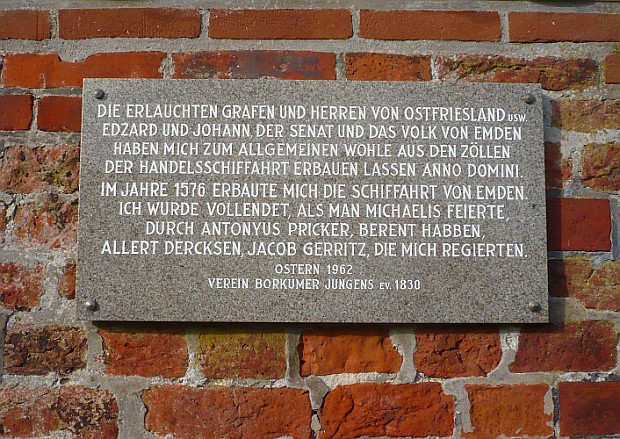 DIE ERLAUCHTEN GRAFEN UND HERREN VON OSTFRIESLAND USW.
EDZARD UND JOHANN, DER SENAT UND DAS VOLK VON EMDEN
HABEN MICH ZUM ALLGEMEINEN WOHLE AUS DEN ZÖLLEN
DER HANDELSSCHIFFAHRT ERBAUEN LASSEN ANNO DOMINI.
IM JAHRE 1576 ERBAUTE MICH DIE SCHIFFAHRT VON EMDEN.
ICH WURDE VOLLENDET, ALS MAN MICHAELIS FEIERTE,
DURCH ANTONYUS PRICKER, BERENT HABBEN,
ALLERT DERCKSEN, JACOB GERRITZ, DIE MICH REGIERTEN.
OSTERN 1962
VEREIN BORKUMER JUNGENS EV. 1830